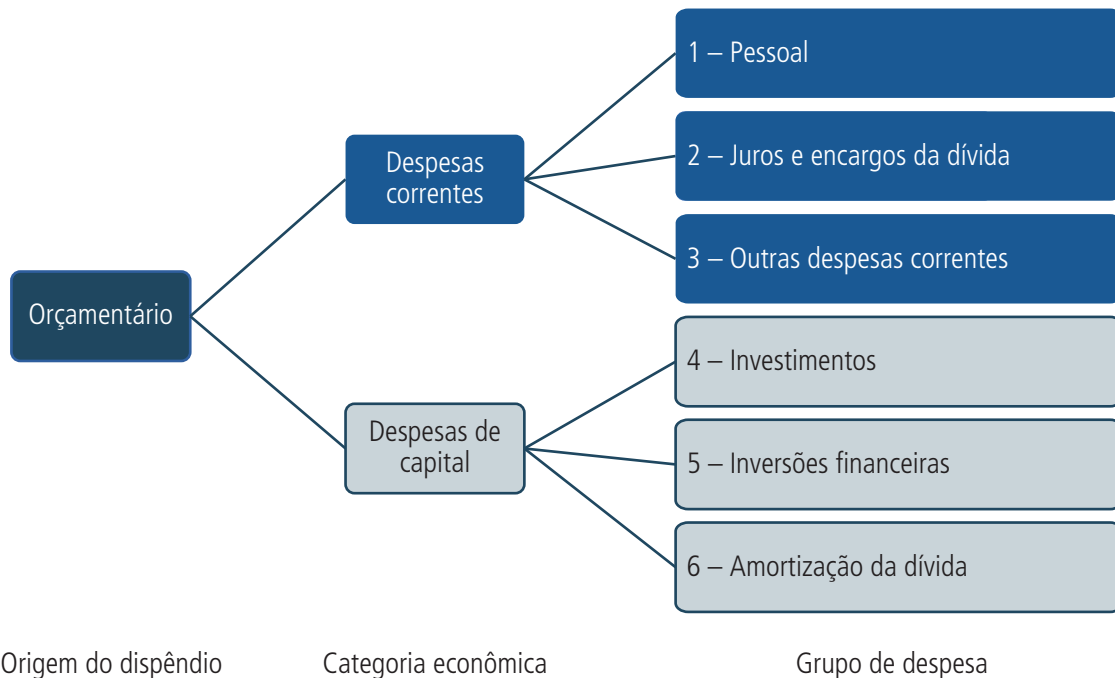 Orçamentário
Despesas
correntes
Despesas de
capital
1 – Pessoal
2 – Juros e encargos da dívida
3 – Outras despesas correntes
4 – Investimentos
5 – Inversões financeiras
6 – Amortização da dívida
Origem do dispêndio
Categoria econômica
Grupo de despesa